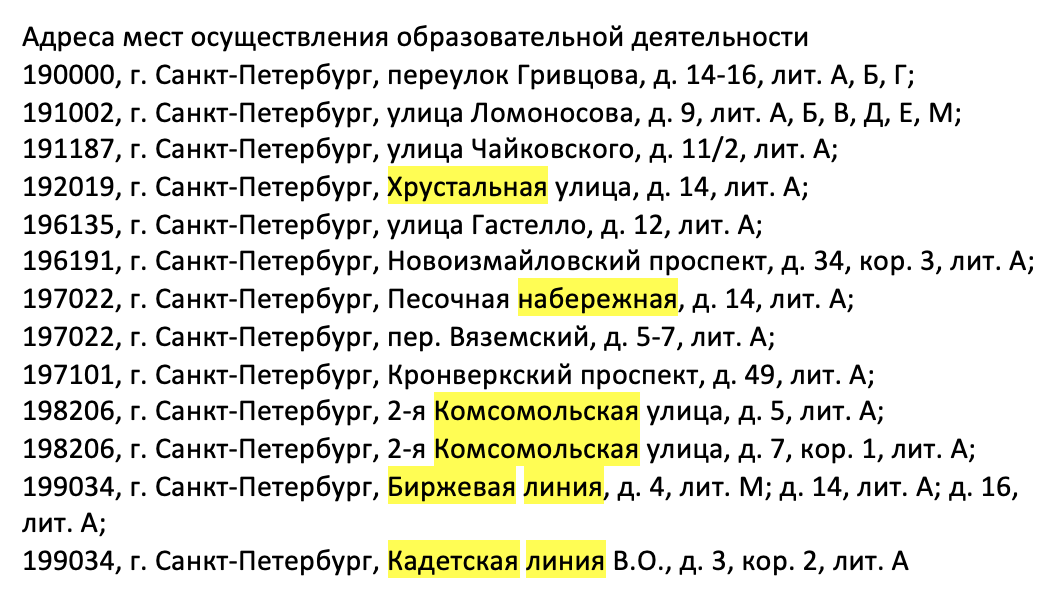 Адреса мест осуществления образовательной деятельности
190000, г. Санкт-Петербург, переулок Гривцова, д. 14-16, лит. А, Б, Г;
191002, г. Санкт-Петербург, улица Ломоносова, д. 9, лит. А, Б, В, Д, Е, М;
191187, г. Санкт-Петербург, улица Чайковского, д. 11/2, лит. А;
192019, г. Санкт-Петербург, Хрустальная улица, д. 14, лит. А;
196135, г. Санкт-Петербург, улица Гастелло, д. 12, лит. А;
196191, г. Санкт-Петербург, Новоизмайловский проспект, д. 34, кор. 3, лит. А;
197022, г. Санкт-Петербург, Песочная набережная, д. 14, лит. А;
197022, г. Санкт-Петербург, пер. Вяземский, д. 5-7, лит. А;
197101, г. Санкт-Петербург, Кронверкский проспект, д. 49, лит. А;
198206, г. Санкт-Петербург, 2-я Комсомольская улица, д. 5, лит. А;
198206, г. Санкт-Петербург, 2-я Комсомольская улица, д. 7, кор. 1, лит. А;
199034, г. Санкт-Петербург, Биржевая линия, д. 4, лит. М; д. 14, лит. А; д. 16,
лит. А;
199034, г. Санкт-Петербург, Кадетская линия В.О., д. 3, кор. 2, лит. А